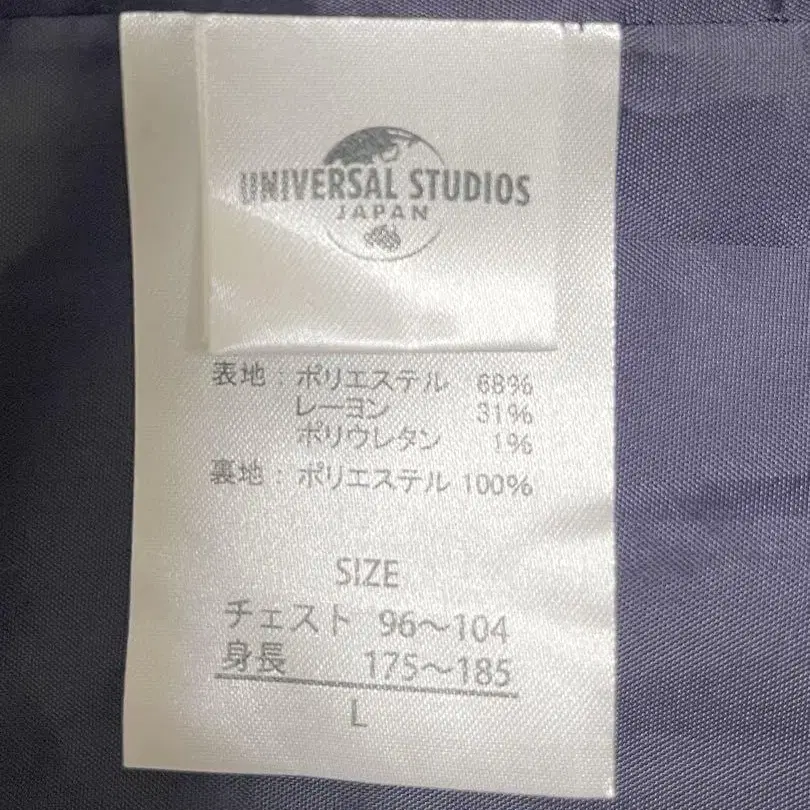 UNIVERSAL STUDIOS
JAPAN
表地：ポリエステル 68%
レーヨン 31%
ポリウレタン 1%
裏地：ポリエステル 100%
SIZE
チェスト 96～104
身長 175～185
L